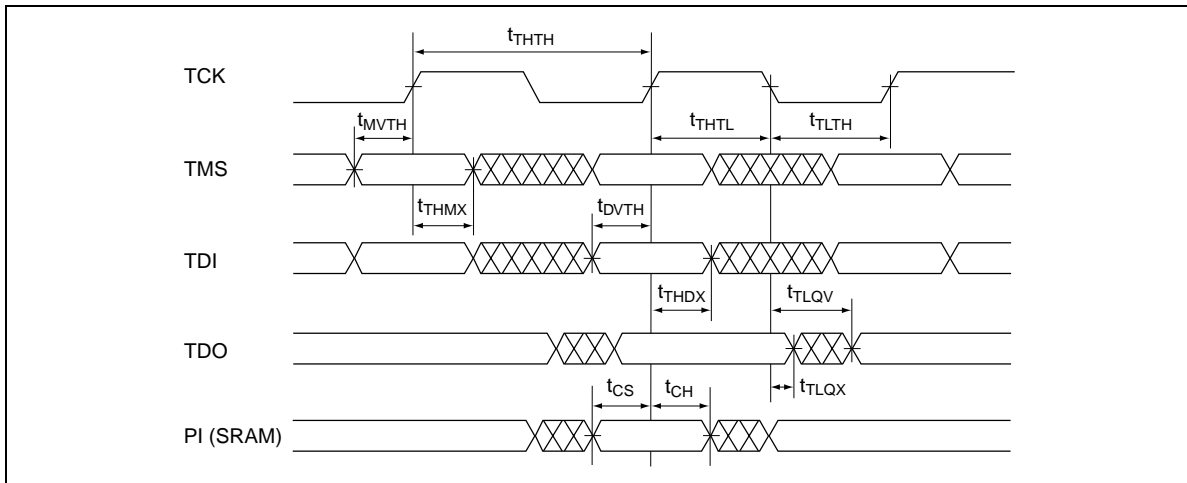 tTHTH
TCK
tMVTH
tTHTL
tTLTH
TMS
tTHMX
tDVTH
TDI
tTHDX
tTLQV
TDO
tTLQX
tCS
tCH
PI (SRAM)